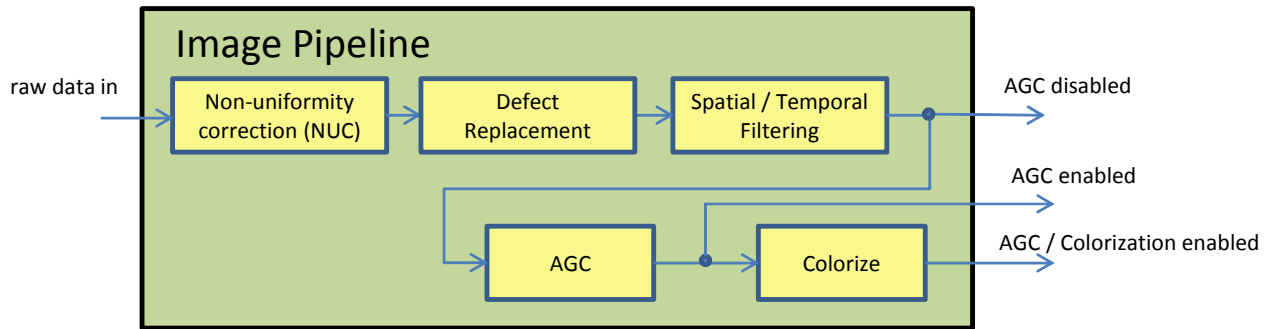 Image Pipeline
raw data in
Non-uniformity
correction (NUC)
Defect
Replacement
Spatial / Temporal
Filtering
AGC disabled
AGC enabled
AGC
Colorize
AGC / Colorization enabled